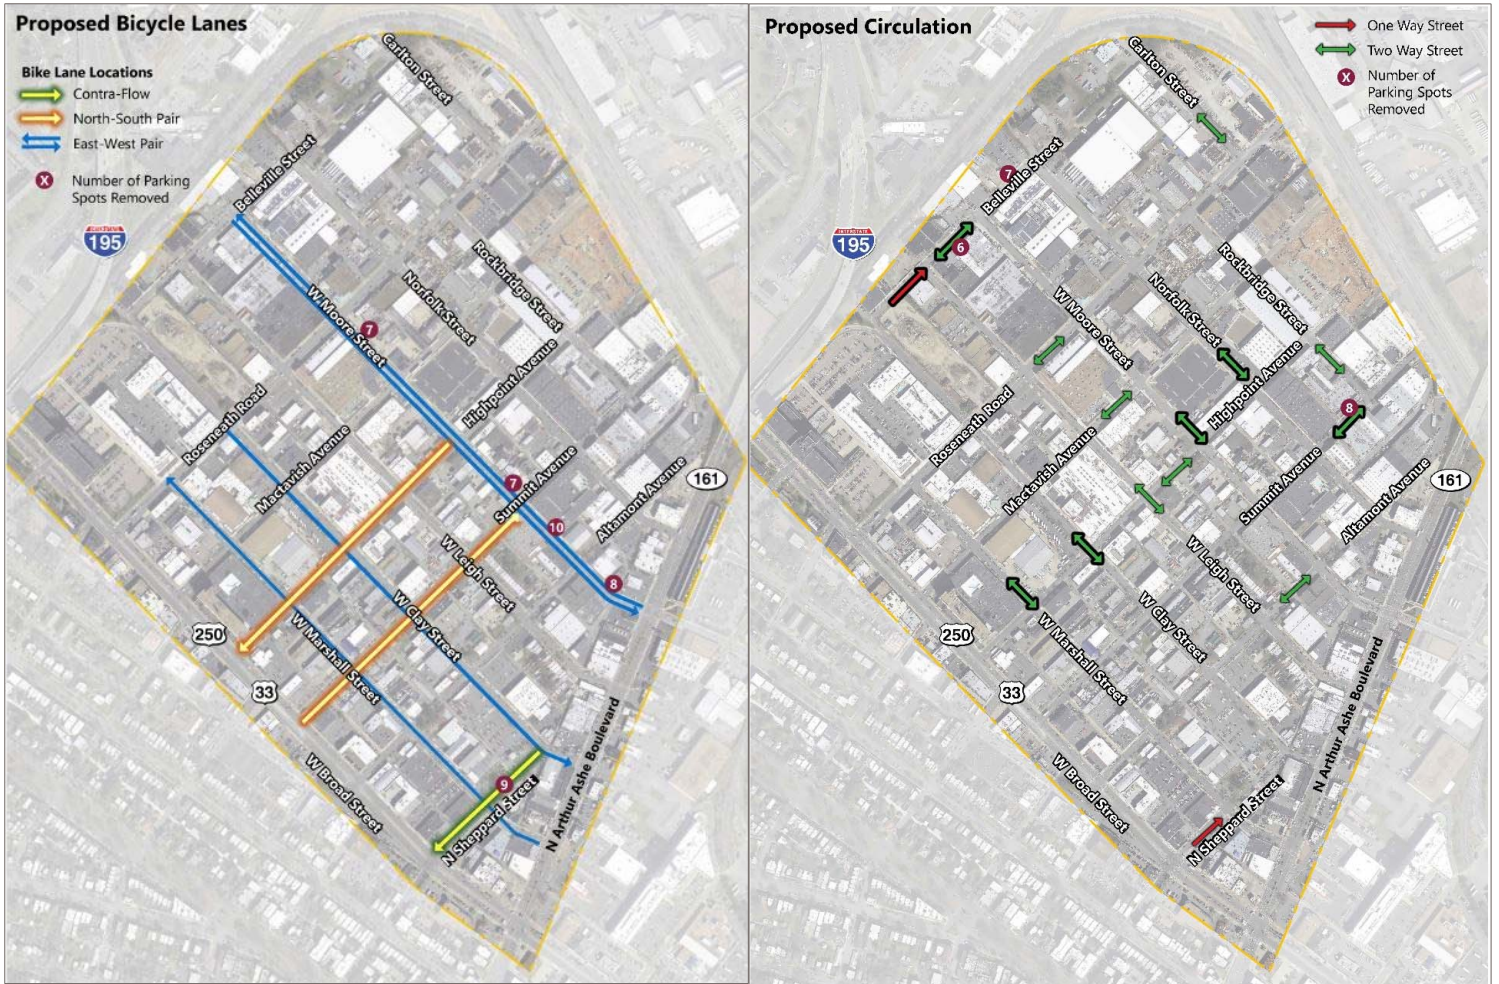 Proposed Bicycle Lanes
Bike Lane Locations
Contra-Flow
North-South Pair
East-West Pair
X
Number of Parking
Spots Removed
INTERSTATE
195
Carlton Street
Belleville Street
Rockbridge Street
Norfolk Street
W Moore Street
7
Highpoint Avenue
Roseneath Road
Mactavish Avenue
Summit Avenue
7
10
Altamont Avenue
161
W Leigh Street
8
W Clay Street
250
W Marshall Street
33
W Broad Street
9
N Sheppard Street
N Arthur Ashe Boulevard
Proposed Circulation
One Way Street
Two Way Street
X
Number of
Parking Spots
Removed
INTERSTATE
195
Carlton Street
7
Belleville Street
6
Rockbridge Street
Norfolk Street
W Moore Street
Highpoint Avenue
Roseneath Road
8
Mactavish Avenue
Summit Avenue
Altamont Avenue
161
W Leigh Street
W Clay Street
250
W Marshall Street
33
W Broad Street
N Sheppard Street
N Arthur Ashe Boulevard